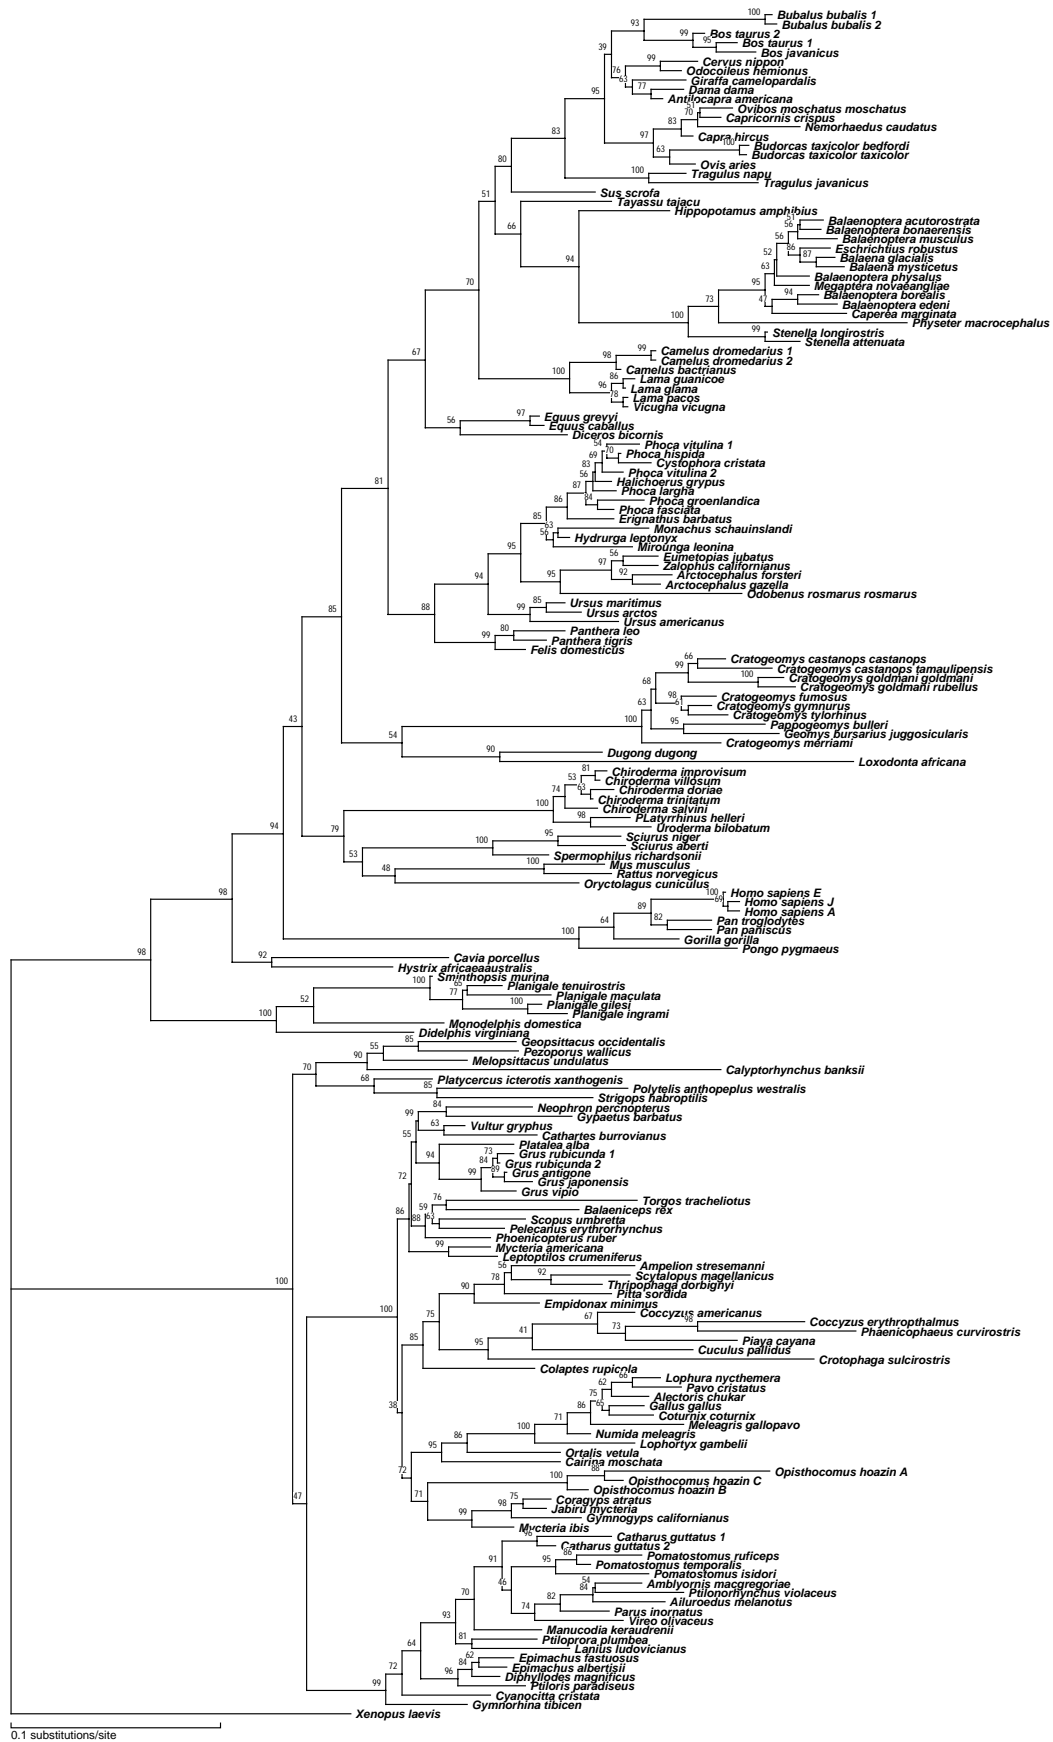 Bubalus bubalis 1
Bubalus bubalis 2
Bos taurus 2
Bos taurus 1
Bos javanicus
Cervus nippon
Odocoileus hemionus
Giraffa camelopardalis
Dama dama
Antilocapra americana
Ovibos moschatus moschatus
Capricornis crispus
Nemorhaedus caudatus
Capra hircus
Budorcas taxicolor bedfordi
Budorcas taxicolor taxicolor
Ovis aries
Tragulus napu
Tragulus javanicus
Sus scrofa
Tayassu tajacu
Hippopotamus amphibius
Balaenoptera acutorostrata
Balaenoptera bonaerensis
Balaenoptera musculus
Eschrichtius robustus
Balaena glacialis
Balaena mysticetus
Balaenoptera physalus
Megaptera novaeangliae
Balaenoptera borealis
Balaenoptera edeni
Caperea marginata
Physeter macrocephalus
Stenella longirostris
Stenella attenuata
Camelus dromedarius 1
Camelus dromedarius 2
Camelus bactrianus
Lama guanicoe
Lama glama
Lama pacos
Vicugna vicugna
Equus grevyi
Equus caballus
Diceros bicornis
Phoca vitulina 1
Phoca hispida
Cystophora cristata
Phoca vitulina 2
Halichoerus grypus
Phoca largha
Phoca groenlandica
Phoca fasciata
Erignathus barbatus
Monachus schauinslandi
Hydrurga leptonyx
Mirounga leonina
Eumetopias jubatus
Zalophus californianus
Arctocephalus forsteri
Arctocephalus gazella
Odobenus rosmarus rosmarus
Ursus maritimus
Ursus arctos
Ursus americanus
Panthera leo
Panthera tigris
Felis domesticus
Cratogeomys castanops castanops
Cratogeomys castanops tamaulipensis
Cratogeomys goldmani goldmani
Cratogeomys goldmani rubellus
Cratogeomys fumosus
Cratogeomys gymnurus
Cratogeomys tylorhinus
Pappogeomys bulleri
Geomys bursarius juggosicularis
Cratogeomys merriami
Dugong dugong
Loxodonta africana
Chiroderma improvisum
Chiroderma villosum
Chiroderma doriae
Chiroderma trinitatum
Chiroderma salvini
PLatyrrhinus helleri
Uroderma bilobatum
Sciurus niger
Sciurus aberti
Spermophilus richardsonii
Mus musculus
Rattus norvegicus
Oryctolagus cuniculus
Homo sapiens E
Homo sapiens J
Homo sapiens A
Pan troglodytes
Pan paniscus
Gorilla gorilla
Pongo pygmaeus
Cavia porcellus
Hystrix africaeaaustralis
Sminthopsis murina
Planigale tenuirostris
Planigale maculata
Planigale gilesi
Planigale ingrami
Monodelphis domestica
Didelphis virginiana
Geopsittacus occidentalis
Pezoporus wallicus
Melopsittacus undulatus
Calyptorhynchus banksii
Platycercus icterotis xanthogenis
Polytelis anthopeplus westralis
Strigops habroptilis
Neophron percnopterus
Gypaetus barbatus
Vultur gryphus
Cathartes burrovianus
Platalea alba
Grus rubicunda 1
Grus rubicunda 2
Grus antigone
Grus japonensis
Grus vipio
Torgos tracheliotus
Balaeniceps rex
Scopus umbretta
Pelecanus erythrorhynchus
Phoenicopterus ruber
Mycteria americana
Leptoptilos crumeniferus
Ampelion stresemanni
Scytalopus magellanicus
Thripophaga dorbignyi
Pitta sordida
Empidonax minimus
Coccyzus americanus
Coccyzus erythropthalmus
Phaenicophaeus curvirostris
Piaya cayana
Cuculus pallidus
Crotophaga sulcirostris
Colaptes rupicola
Lophura nycthemera
Pavo cristatus
Alectoris chukar
Gallus gallus
Coturnix coturnix
Meleagris gallopavo
Numida meleagris
Lophortyx gambelii
Ortalis vetula
Cairina moschata
Opisthocomus hoazin A
Opisthocomus hoazin C
Opisthocomus hoazin B
Coragyps atratus
Jabiru mycteria
Gymnogyps californianus
Mycteria ibis
Catharus guttatus 1
Catharus guttatus 2
Pomatostomus ruficeps
Pomatostomus temporalis
Pomatostomus isidori
Amblyornis macgregoriae
Ptilonorhynchus violaceus
Ailuroedus melanotus
Parus inornatus
Vireo olivaceus
Manucodia keraudrenii
Ptiloprora plumbea
Lanius ludovicianus
Epimachus fastuosus
Epimachus albertisii
Diphyllodes magnificus
Ptiloris paradiseus
Cyanocitta cristata
Gymnorhina tibicen
Xenopus laevis
0.1 substitutions/site